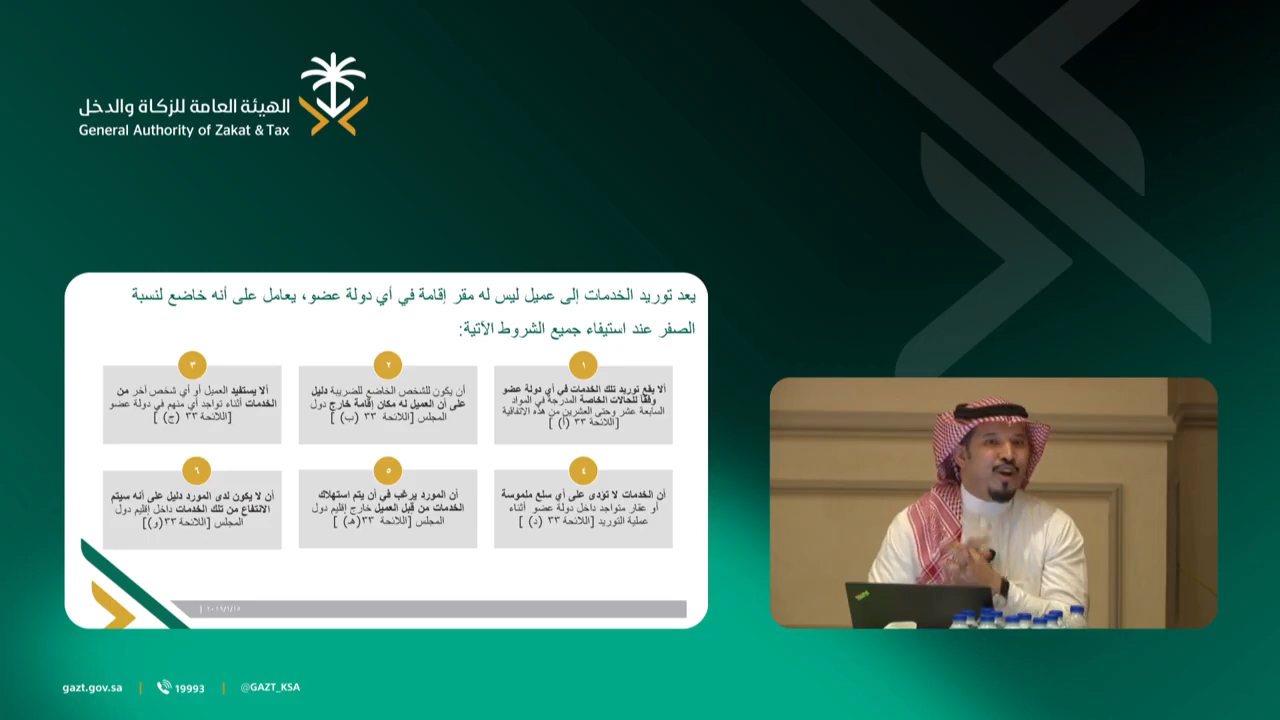 الهيئة العامة للزكاة والدخل
General Authority of Zakat & Tax
يعد توريد الخدمات إلى عميل ليس له مقر إقامة في أي دولة عضو، يعامل على أنه خاضع لنسبة
الصفر عند استيفاء جميع الشروط الآتية:
١
ألا يقع توريد تلك الخدمات في أي دولة عضو
وفقًا للحالات الخاصة المدرجة في المواد
السابعة عشر وحتى العشرين من هذه الاتفاقية
[اللائحة ٣٣ (أ) ]
٢
أن يكون للشخص الخاضع للضريبة دليل
على أن العميل له مكان إقامة خارج دول
المجلس [اللائحة ٣٣ (ب) ]
٣
ألا يستفيد العميل أو أي شخص آخر من
الخدمات أثناء تواجد أي منهم في دولة عضو
[اللائحة ٣٣ (ج) ]
٤
أن الخدمات لا تؤدى على أي سلع ملموسة
أو عقار متواجد داخل دولة عضو أثناء
عملية التوريد [اللائحة ٣٣ (د) ]
٥
أن المورد يرغب في أن يتم استهلاك
الخدمات من قبل العميل خارج إقليم دول
المجلس [اللائحة ٣٣ (هـ) ]
٦
أن لا يكون لدى المورد دليل على أنه سيتم
الانتفاع من تلك الخدمات داخل إقليم دول
المجلس [اللائحة ٣٣ (و)]
gazt.gov.sa | 19993 | @GAZT_KSA